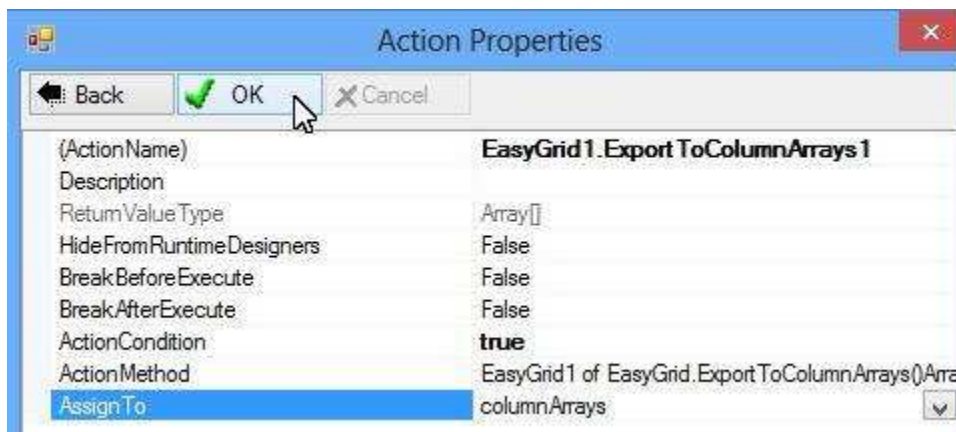 Action Properties
Back OK Cancel
(ActionName) EasyGrid1.ExportToColumnArrays1
Description
ReturnValueType Array[]
HideFromRuntimeDesigners False
BreakBeforeExecute False
BreakAfterExecute False
ActionCondition true
ActionMethod EasyGrid1 of EasyGrid.ExportToColumnArrays()Arra
AssignTo columnArrays